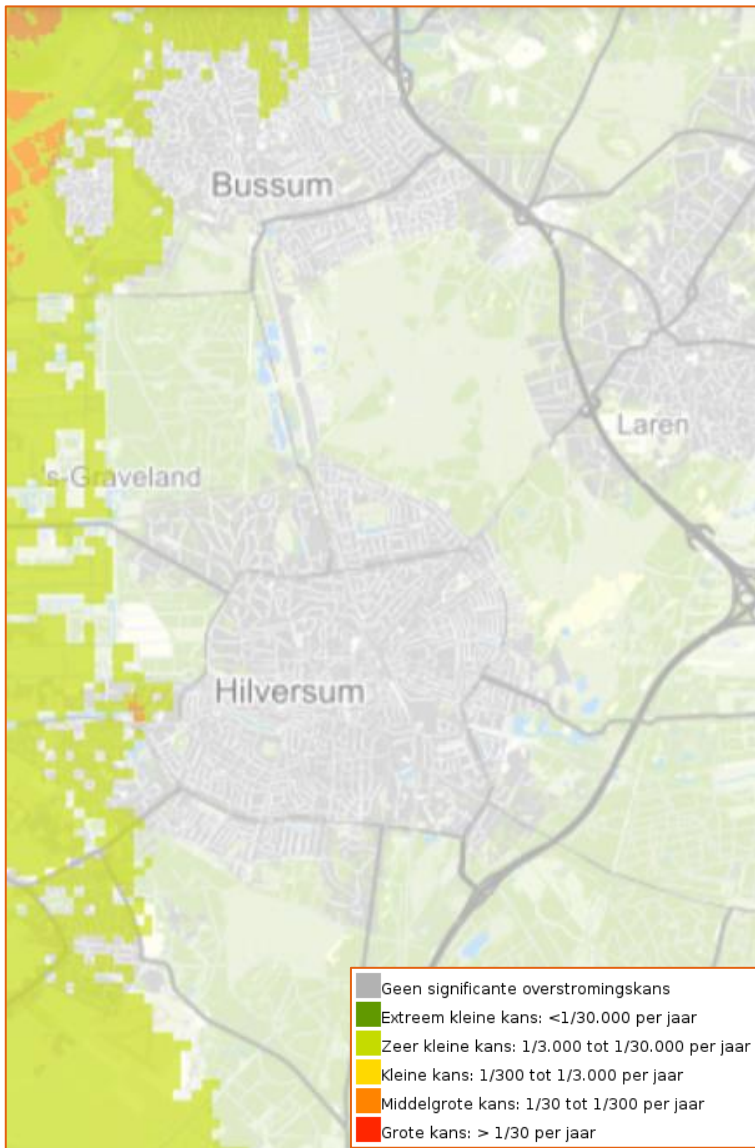 Bussum
Laren
's-Graveland
Hilversum
Geen significante overstromingskans
Extreem kleine kans: <1/30.000 per jaar
Zeer kleine kans: 1/3.000 tot 1/30.000 per jaar
Kleine kans: 1/300 tot 1/3.000 per jaar
Middelgrote kans: 1/30 tot 1/300 per jaar
Grote kans: > 1/30 per jaar